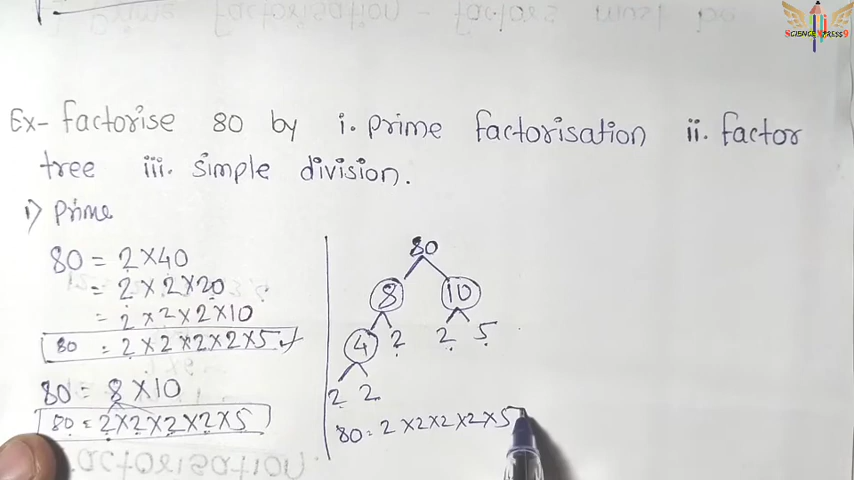 SCIENCE XPRESS9
Ex- factorise 80 by i. prime factorisation ii. factor
tree iii. simple division.
i) Prime
80 = 2×40
= 2×2×20
= 2×2×2×10
80 = 2×2×2×2×5
80 = 8×10
80 = 2×2×2×2×5
80
8 10
4 2 2 5
2 2
80 = 2×2×2×2×5